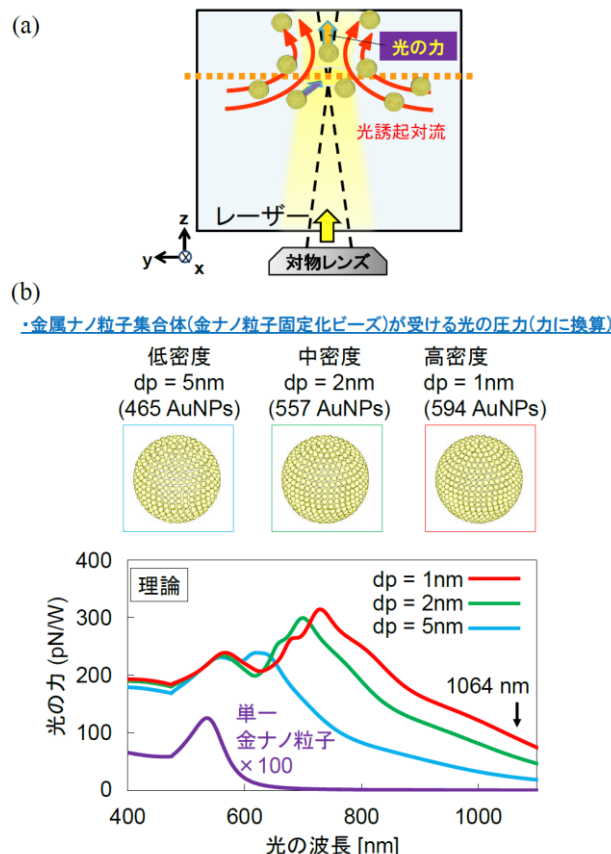 (a)
光の力
光誘起対流
レーザー
z
y
x
対物レンズ
(b)
・金属ナノ粒子集合体(金ナノ粒子固定化ビーズ)が受ける光の圧力(力に換算)
低密度
dp = 5nm
(465 AuNPs)
中密度
dp = 2nm
(557 AuNPs)
高密度
dp = 1nm
(594 AuNPs)
400
300
200
100
0
光の力 (pN/W)
理論
dp = 1nm
dp = 2nm
dp = 5nm
1064 nm
単一
金ナノ粒子
×100
400
600
800
1000
光の波長 [nm]